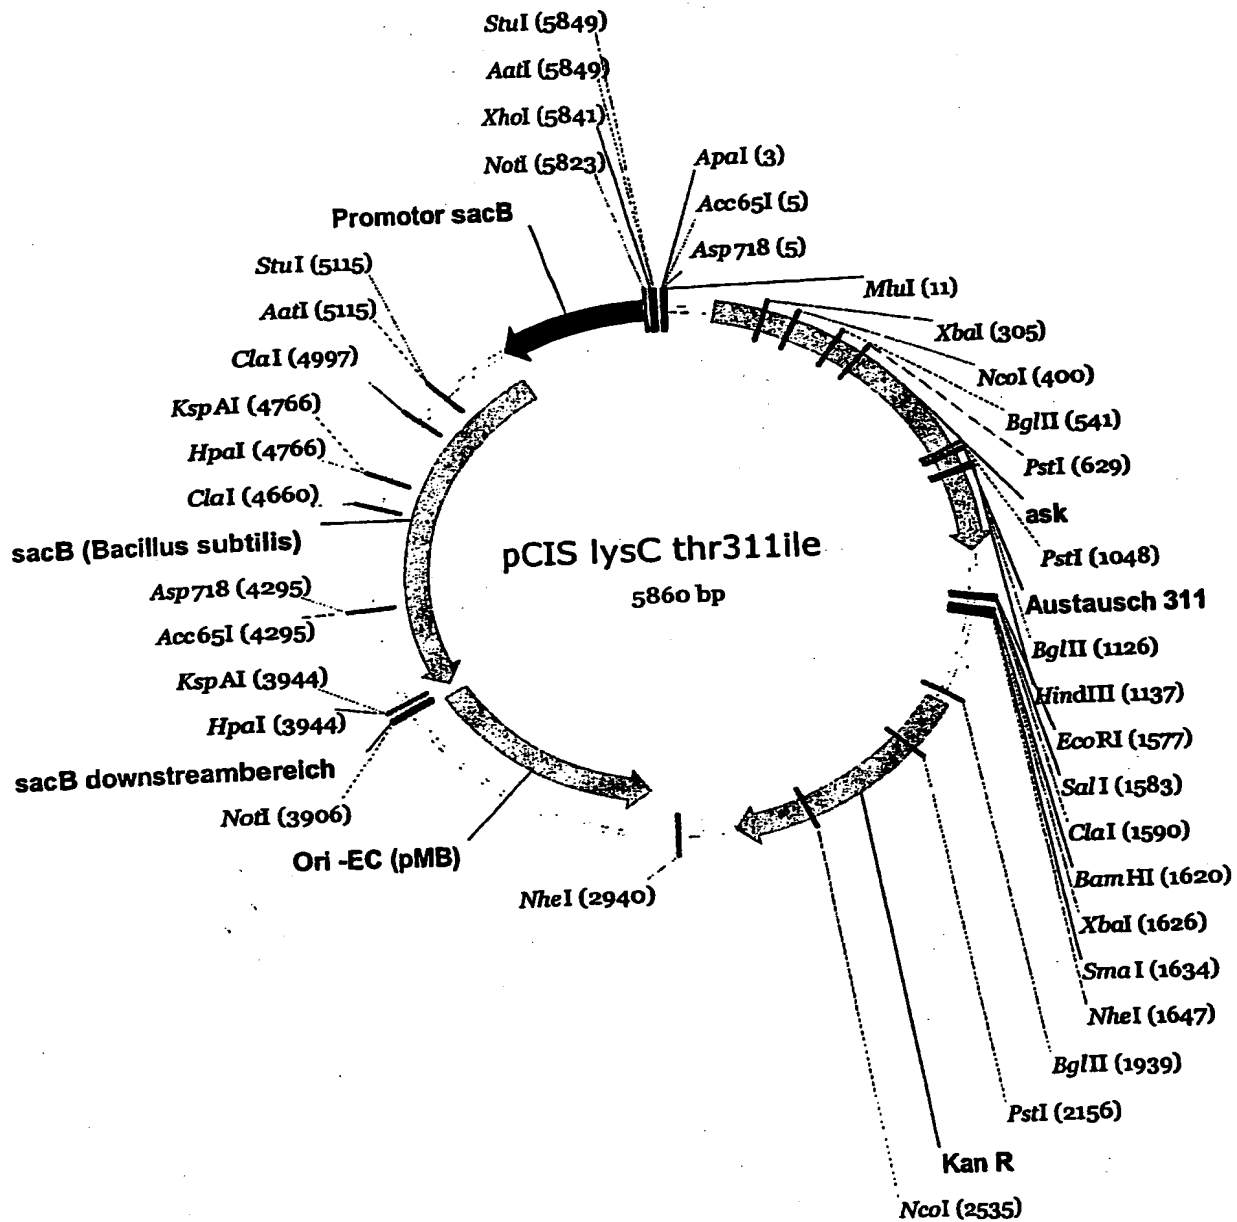 StuI (5849)
AatI (5849)
XhoI (5841)
NotI (5823)
ApaI (3)
Acc65I (5)
Asp718 (5)
MluI (11)
XbaI (305)
NcoI (400)
BglII (541)
PstI (629)
ask
PstI (1048)
Austausch 311
BglII (1126)
HindIII (1137)
EcoRI (1577)
SalI (1583)
ClaI (1590)
BamHI (1620)
XbaI (1626)
SmaI (1634)
NheI (1647)
BglII (1939)
PstI (2156)
Kan R
NcoI (2535)
NheI (2940)
Ori -EC (pMB)
NotI (3906)
sacB downstreambereich
HpaI (3944)
KspAI (3944)
Acc65I (4295)
Asp718 (4295)
sacB (Bacillus subtilis)
ClaI (4660)
HpaI (4766)
KspAI (4766)
ClaI (4997)
AatI (5115)
StuI (5115)
Promotor sacB
pCIS lysC thr311ile
5860 bp